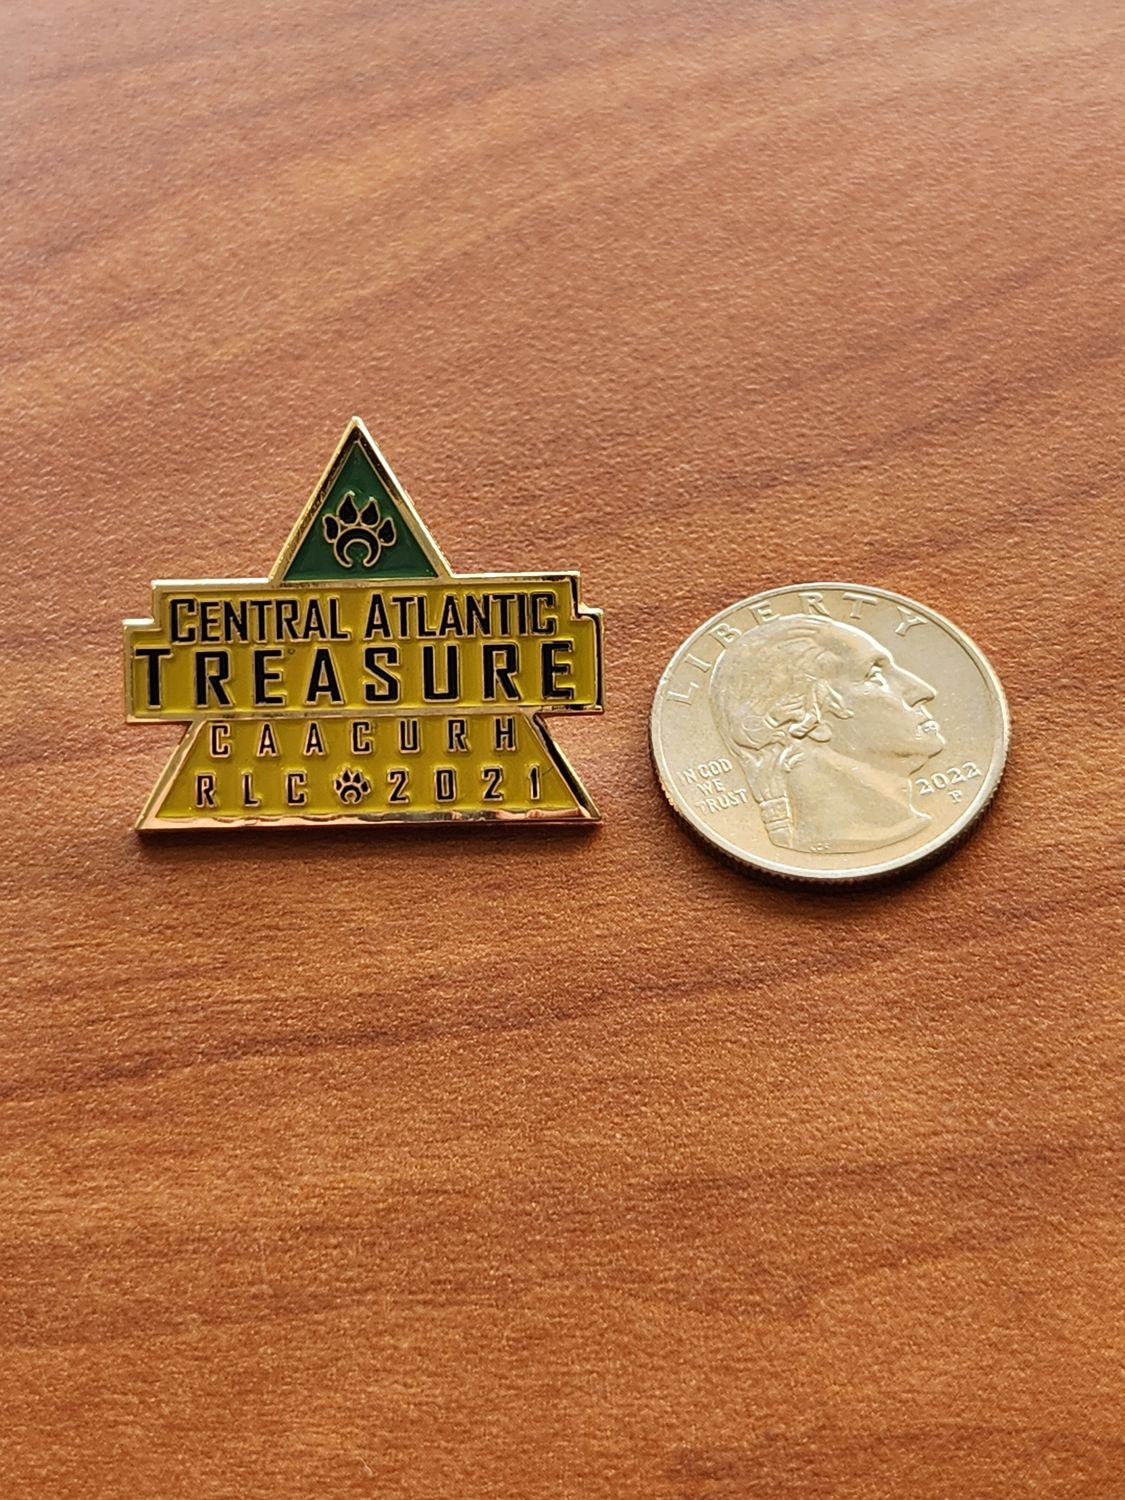 CENTRAL ATLANTIC
TREASURE
CAACURH
RLC 2021
LIBERTY
IN GOD
WE
TRUST
2022
P